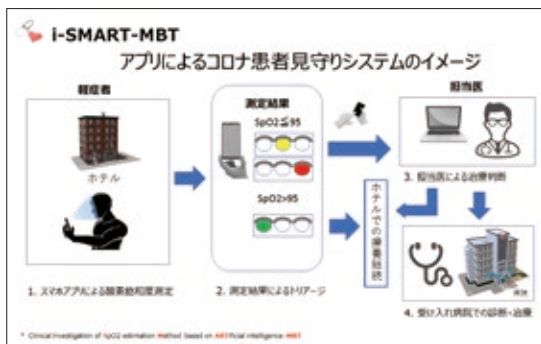 i-SMART-MBT
アプリによるコロナ患者見守りシステムのイメージ
軽症者
ホテル
1. スマホアプリによる酸素飽和度測定
測定結果
SpO2≦95
SpO2>95
2. 測定結果によるトリアージ
担当医
3. 担当医による治療判断
ホテルでの療養継続
病院
4. 受け入れ病院での診断・治療
* Clinical Investigation of SpO2 estimation Method based on ARTificial intelligence-MBT